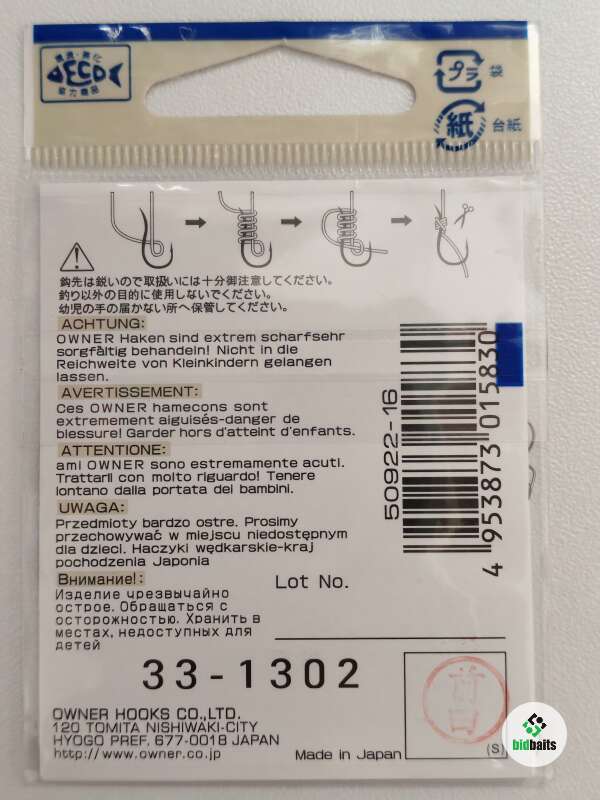 ECO
協力商品
プラ
袋
紙
台紙
鈎先は鋭いので取扱いには十分御注意してください。
釣り以外の目的に使用しないでください。
幼児の手の届かない所へ保管してください。
ACHTUNG:
OWNER Haken sind extrem scharfsehr
sorgfältig behandeln! Nicht in die
Reichweite von Kleinkindern gelangen
lassen.
AVERTISSEMENT:
Ces OWNER hamecons sont
extremement aiguisés-danger de
blessure! Garder hors d'atteint d'enfants.
ATTENTIONE:
ami OWNER sono estremamente acuti.
Trattarli con molto riguardo! Tenere
lontano dalla portata dei bambini.
UWAGA:
Przedmioty bardzo ostre. Prosimy
przechowywać w miejscu niedostępnym
dla dzieci. Haczyki wędkarskie-kraj
pochodzenia Japonia
Внимание!:
Изделие чрезвычайно
острое. Обращаться с
осторожностью. Хранить в
местах, недоступных для
детей
50922-16
4 953873 015830
Lot No.
33-1302
OWNER HOOKS CO.,LTD.
120 TOMITA NISHIWAKI-CITY
HYOGO PREF. 677-0018 JAPAN
http://www.owner.co.jp
Made in Japan
(S)
bidbaits